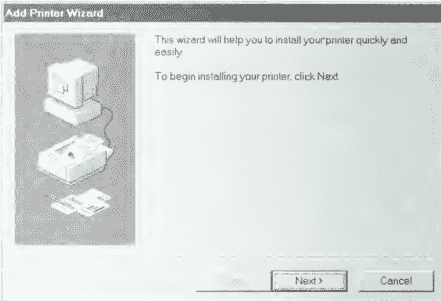 Add Printer Wizard
This wizard will help you to install your printer quickly and
easily.
To begin installing your printer, click Next
Next >
Cancel